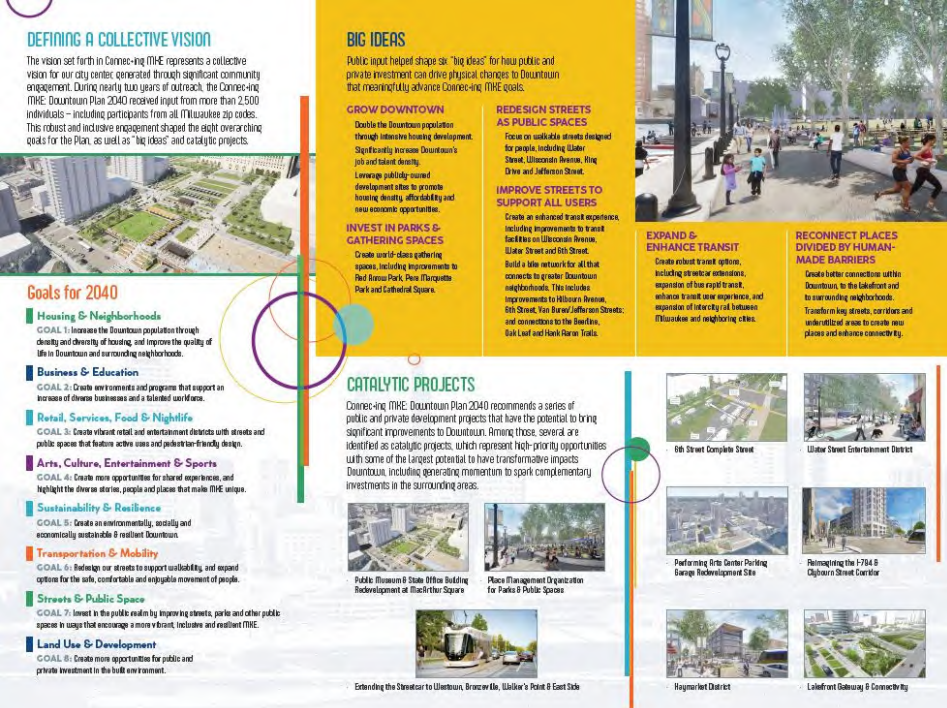 DEFINING A COLLECTIVE VISION
The vision set forth in Connec+ing MKE represents a collective
vision for our city center, generated through significant community
engagement. During nearly two years of outreach, the Connec+ing
MKE: Downtown Plan 2040 received input from more than 2,500
individuals – including participants from all Milwaukee zip codes.
This robust and inclusive engagement shaped the eight overarching
goals for the Plan, as well as "big ideas" and catalytic projects.
Goals for 2040
Housing & Neighborhoods
GOAL 1: Increase the Downtown population through
density and diversity of housing, and improve the quality of
life in Downtown and surrounding neighborhoods.
Business & Education
GOAL 2: Create environments and programs that support an
increase of diverse businesses and a talented workforce.
Retail, Services, Food & Nightlife
GOAL 3: Create vibrant retail and entertainment districts with streets and
public spaces that feature active uses and pedestrian-friendly design.
Arts, Culture, Entertainment & Sports
GOAL 4: Create more opportunities for shared experiences, and
highlight the diverse stories, people and places that make MKE unique.
Sustainability & Resilience
GOAL 5: Create an environmentally, socially and
economically sustainable & resilient Downtown.
Transportation & Mobility
GOAL 6: Redesign our streets to support walkability, and expand
options for the safe, comfortable and enjoyable movement of people.
Streets & Public Space
GOAL 7: Invest in the public realm by improving streets, parks and other public
spaces in ways that encourage a more vibrant, inclusive and resilient MKE.
Land Use & Development
GOAL 8: Create more opportunities for public and
private investment in the built environment.
BIG IDEAS
Public input helped shape six "big ideas" for how public and
private investment can drive physical changes to Downtown
that meaningfully advance Connec+ing MKE goals.
GROW DOWNTOWN
Double the Downtown population
through intensive housing development.
Significantly increase Downtown's
job and talent density.
Leverage publicly-owned
development sites to promote
housing density, affordability and
new economic opportunities.
INVEST IN PARKS &
GATHERING SPACES
Create world-class gathering
spaces, including improvements to
Red Arrow Park, Pere Marquette
Park and Cathedral Square.
REDESIGN STREETS
AS PUBLIC SPACES
Focus on walkable streets designed
for people, including Water
Street, Wisconsin Avenue, King
Drive and Jefferson Street.
IMPROVE STREETS TO
SUPPORT ALL USERS
Create an enhanced transit experience,
including improvements to transit
facilities on Wisconsin Avenue,
Water Street and 6th Street.
Build a bike network for all that
connects to greater Downtown
neighborhoods. This includes
improvements to Kilbourn Avenue,
6th Street, Van Buren/Jefferson Streets;
and connections to the Beerline,
Oak Leaf and Hank Aaron Trails.
EXPAND &
ENHANCE TRANSIT
Create robust transit options,
including streetcar extensions,
expansion of bus rapid transit,
enhance transit user experience, and
expansion of intercity rail between
Milwaukee and neighboring cities.
RECONNECT PLACES
DIVIDED BY HUMAN-
MADE BARRIERS
Create better connections within
Downtown, to the lakefront and
to surrounding neighborhoods.
Transform key streets, corridors and
underutilized areas to create new
places and enhance connectivity.
CATALYTIC PROJECTS
Connec+ing MKE: Downtown Plan 2040 recommends a series of
public and private development projects that have the potential to bring
significant improvements to Downtown. Among those, several are
identified as catalytic projects, which represent high-priority opportunities
with some of the largest potential to have transformative impacts
Downtown, including generating momentum to spark complementary
investments in the surrounding areas.
· Public Museum & State Office Building
Redevelopment at MacArthur Square
· Place Management Organization
for Parks & Public Spaces
· Extending the Streetcar to Westown, Bronzeville, Walker's Point & East Side
· 6th Street Complete Street
· Water Street Entertainment District
· Performing Arts Center Parking
Garage Redevelopment Site
· Reimagining the I-794 &
Clybourn Street Corridor
· Haymarket District
· Lakefront Gateway & Connectivity